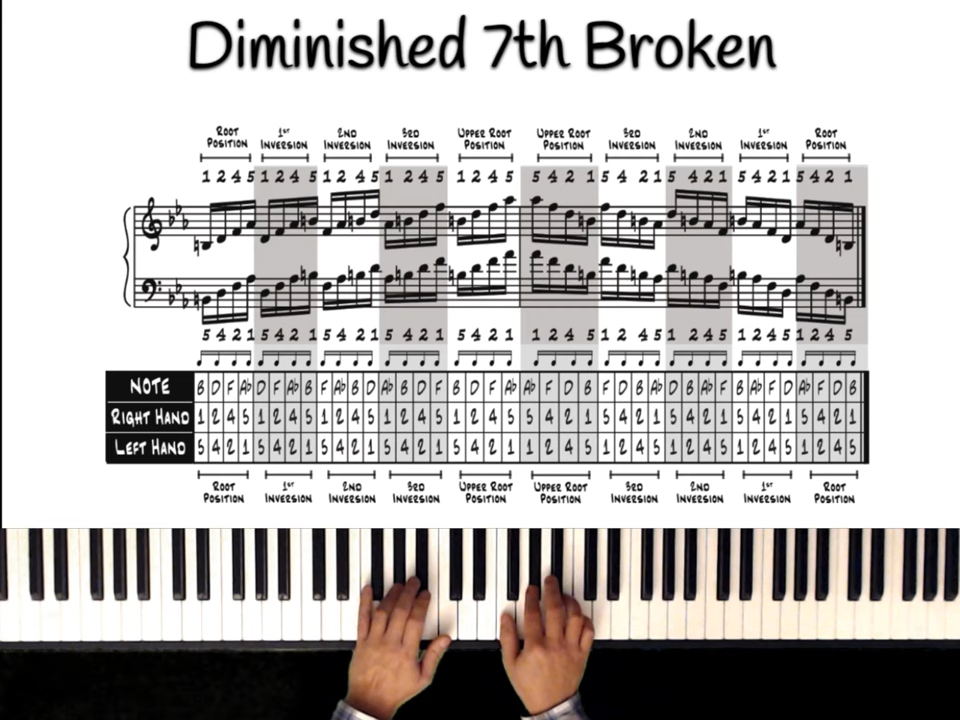 Diminished 7th Broken
ROOT 1ST 2ND 3RD UPPER ROOT UPPER ROOT 3RD 2ND 1ST ROOT
POSITION INVERSION INVERSION INVERSION POSITION POSITION INVERSION INVERSION INVERSION POSITION
1 2 4 5 1 2 4 5 1 2 4 5 1 2 4 5 1 2 4 5 5 4 2 1 5 4 2 1 5 4 2 1 5 4 2 1 5 4 2 1
5 4 2 1 5 4 2 1 5 4 2 1 5 4 2 1 5 4 2 1 1 2 4 5 1 2 4 5 1 2 4 5 1 2 4 5 1 2 4 5
NOTE B D F A♭ D F A♭ B F A♭ B D A♭ B D F B D F A♭ A♭ F D B F D B A♭ D B A♭ F B A♭ F D A♭ F D B
RIGHT HAND 1 2 4 5 1 2 4 5 1 2 4 5 1 2 4 5 1 2 4 5 5 4 2 1 5 4 2 1 5 4 2 1 5 4 2 1 5 4 2 1
LEFT HAND 5 4 2 1 5 4 2 1 5 4 2 1 5 4 2 1 5 4 2 1 1 2 4 5 1 2 4 5 1 2 4 5 1 2 4 5 1 2 4 5
ROOT 1ST 2ND 3RD UPPER ROOT UPPER ROOT 3RD 2ND 1ST ROOT
POSITION INVERSION INVERSION INVERSION POSITION POSITION INVERSION INVERSION INVERSION POSITION